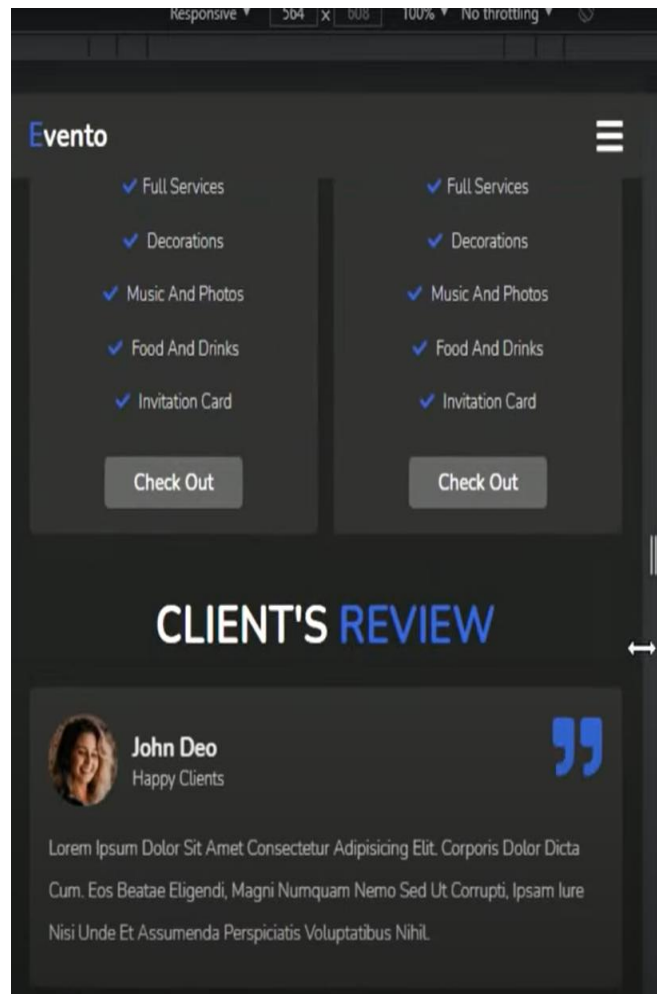 Responsive ▼ 564 x 608 100% ▼ No throttling ▼
Evento
Full Services Full Services
Decorations Decorations
Music And Photos Music And Photos
Food And Drinks Food And Drinks
Invitation Card Invitation Card
Check Out Check Out
CLIENT'S REVIEW
John Deo
Happy Clients
Lorem Ipsum Dolor Sit Amet Consectetur Adipisicing Elit. Corporis Dolor Dicta
Cum. Eos Beatae Eligendi, Magni Numquam Nemo Sed Ut Corrupti, Ipsam Iure
Nisi Unde Et Assumenda Perspiciatis Voluptatibus Nihil.